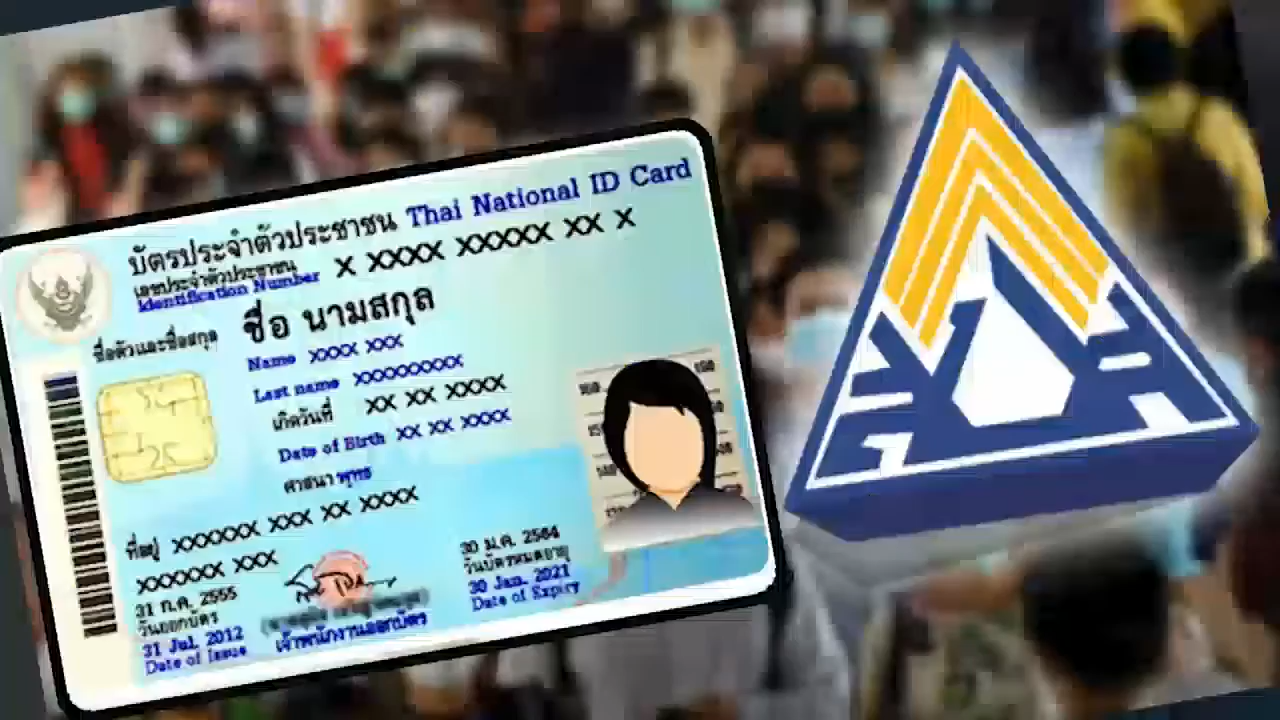 บัตรประจำตัวประชาชน Thai National ID Card
เลขประจำตัวประชาชน
Identification Number
X XXXX XXXXX XX X
ชื่อตัวและชื่อสกุล ชื่อ นามสกุล
Name XXXX XXX
Last name XXXXXXXXX
เกิดวันที่ XX XX XXXX
Date of Birth XX XX XXXX
ศาสนา พุทธ
ที่อยู่ XXXXXXX XXX XX XXXX
XXXXXXX XXX
31 ก.ค. 2555
วันออกบัตร
31 Jul. 2012
Date of Issue
เจ้าพนักงานออกบัตร
30 ม.ค. 2564
วันบัตรหมดอายุ
30 Jan. 2021
Date of Expiry